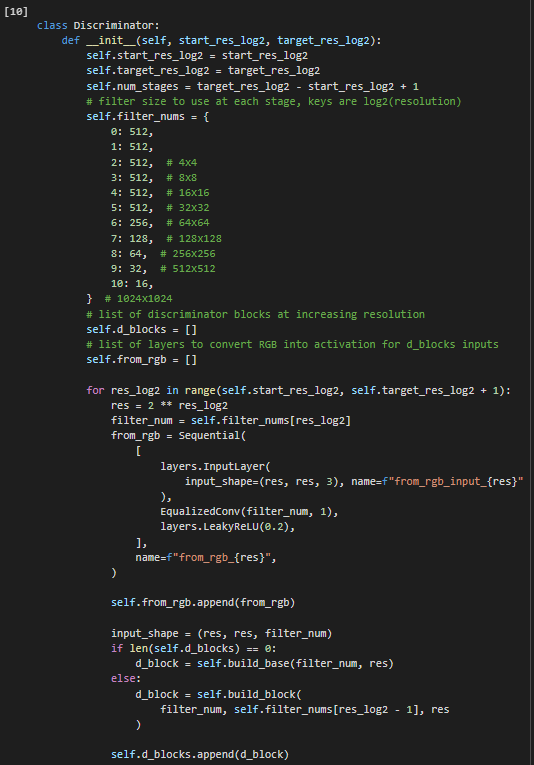 [10]
class Discriminator:
    def __init__(self, start_res_log2, target_res_log2):
        self.start_res_log2 = start_res_log2
        self.target_res_log2 = target_res_log2
        self.num_stages = target_res_log2 - start_res_log2 + 1
        # filter size to use at each stage, keys are log2(resolution)
        self.filter_nums = {
            0: 512,
            1: 512,
            2: 512,  # 4x4
            3: 512,  # 8x8
            4: 512,  # 16x16
            5: 512,  # 32x32
            6: 256,  # 64x64
            7: 128,  # 128x128
            8: 64,  # 256x256
            9: 32,  # 512x512
            10: 16,
        }  # 1024x1024
        # list of discriminator blocks at increasing resolution
        self.d_blocks = []
        # list of layers to convert RGB into activation for d_blocks inputs
        self.from_rgb = []

        for res_log2 in range(self.start_res_log2, self.target_res_log2 + 1):
            res = 2 ** res_log2
            filter_num = self.filter_nums[res_log2]
            from_rgb = Sequential(
                [
                    layers.InputLayer(
                        input_shape=(res, res, 3), name=f"from_rgb_input_{res}"
                    ),
                    EqualizedConv(filter_num, 1),
                    layers.LeakyReLU(0.2),
                ],
                name=f"from_rgb_{res}",
            )

            self.from_rgb.append(from_rgb)

            input_shape = (res, res, filter_num)
            if len(self.d_blocks) == 0:
                d_block = self.build_base(filter_num, res)
            else:
                d_block = self.build_block(
                    filter_num, self.filter_nums[res_log2 - 1], res
                )

            self.d_blocks.append(d_block)